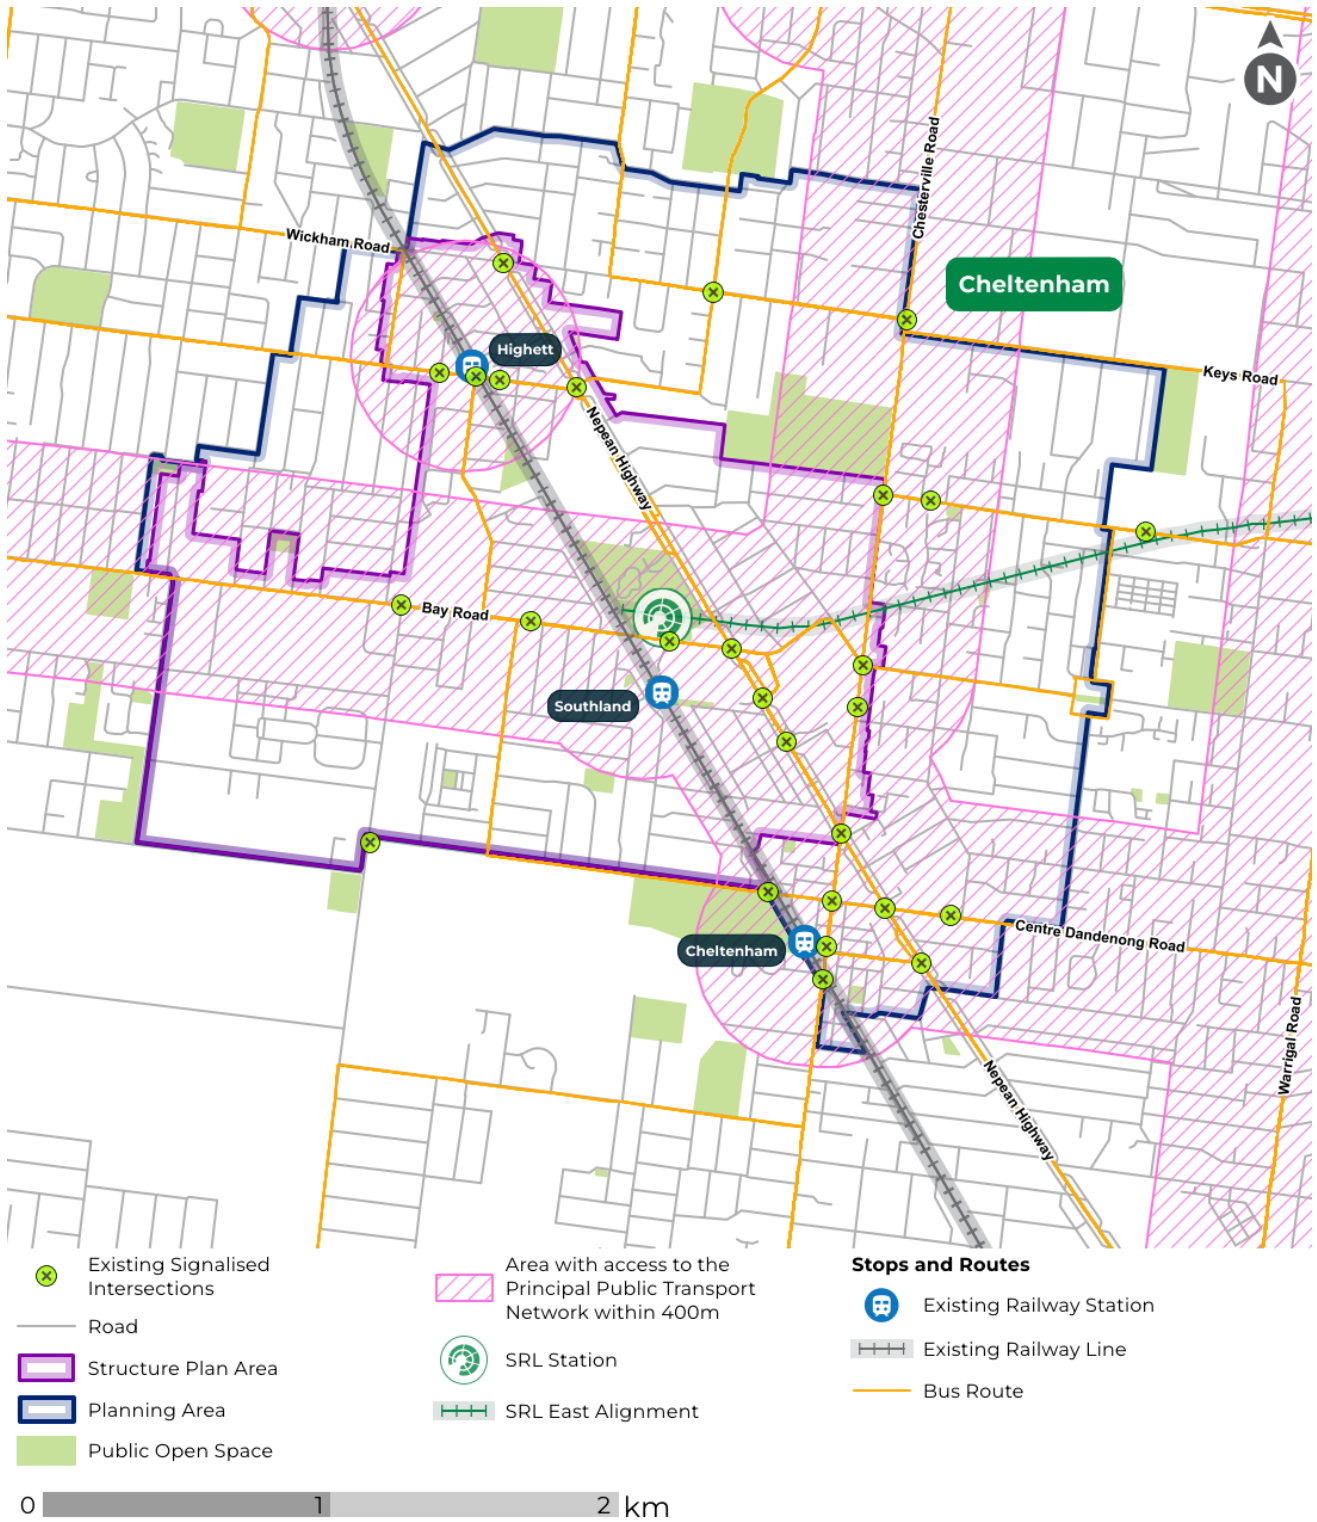 N
Chesterville Road
Wickham Road
Cheltenham
Highett
Keys Road
Nepean Highway
Bay Road
Southland
Cheltenham
Centre Dandenong Road
Warrigal Road
Nepean Highway
Existing Signalised
Intersections
Road
Structure Plan Area
Planning Area
Public Open Space
Area with access to the
Principal Public Transport
Network within 400m
SRL Station
SRL East Alignment
Stops and Routes
Existing Railway Station
Existing Railway Line
Bus Route
0 1 2 km